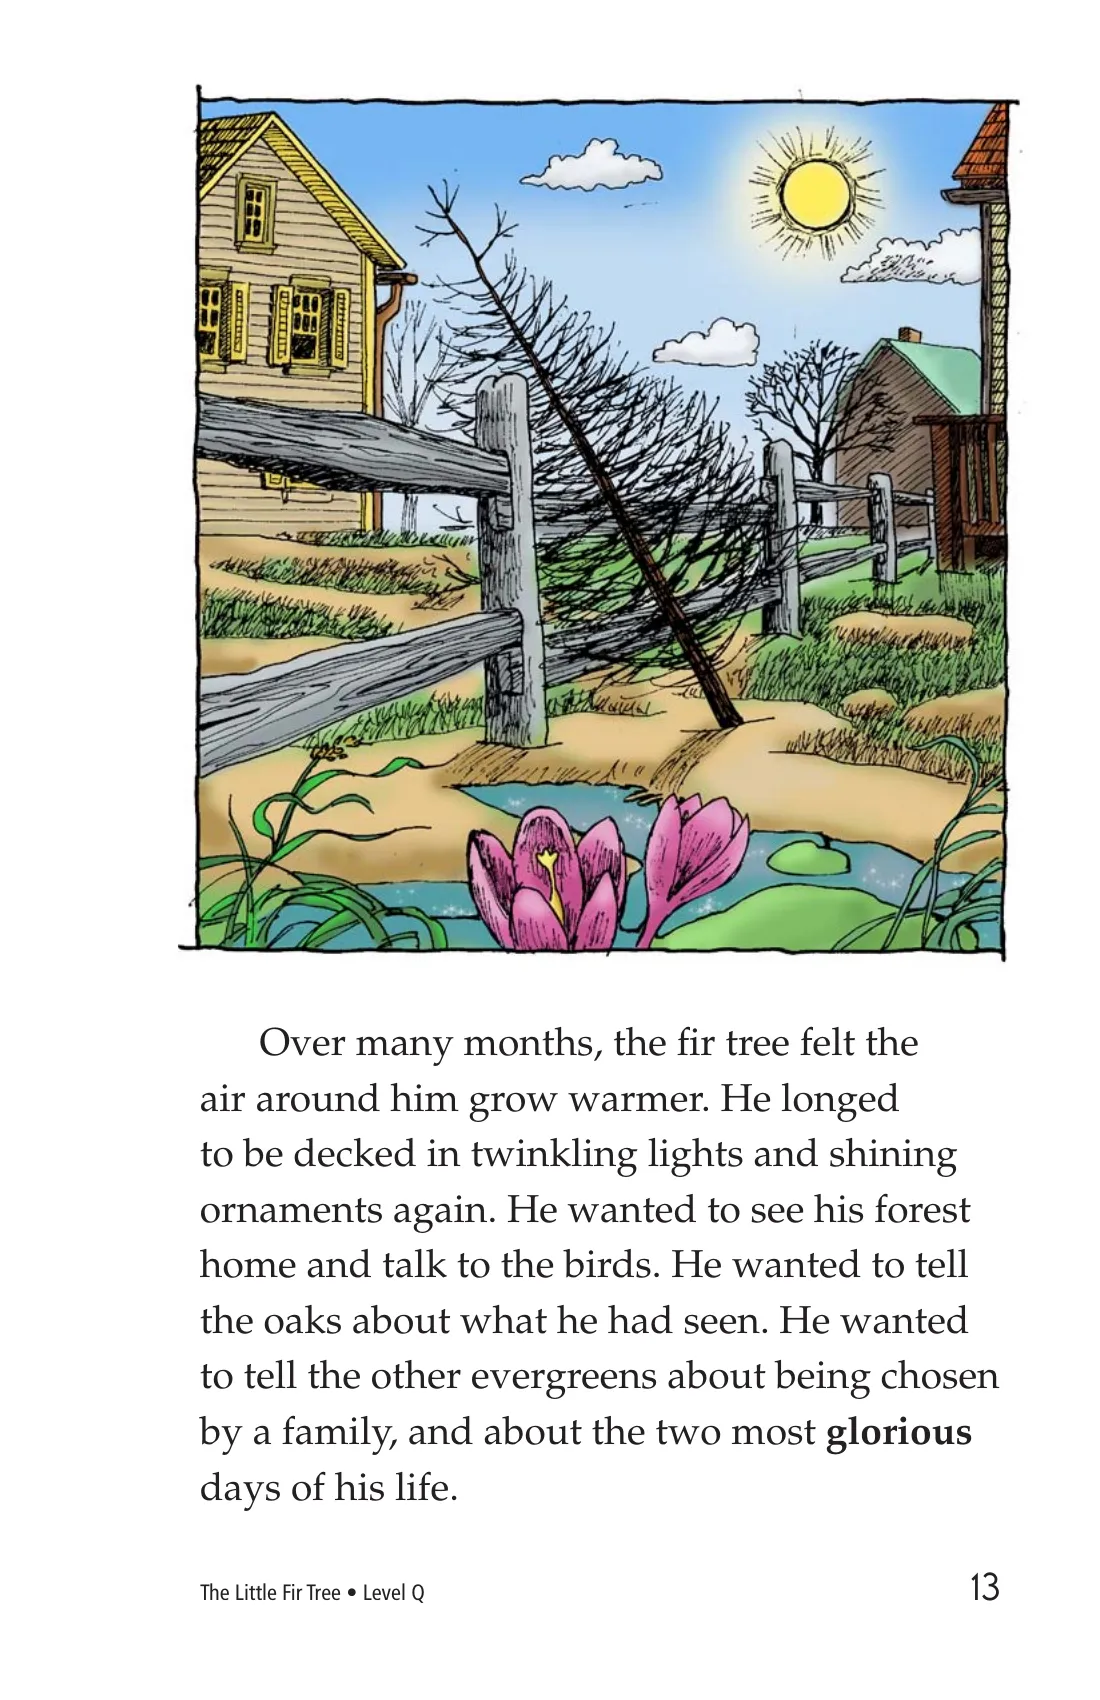 Over many months, the fir tree felt the
air around him grow warmer. He longed
to be decked in twinkling lights and shining
ornaments again. He wanted to see his forest
home and talk to the birds. He wanted to tell
the oaks about what he had seen. He wanted
to tell the other evergreens about being chosen
by a family, and about the two most glorious
days of his life.
The Little Fir Tree • Level Q
13